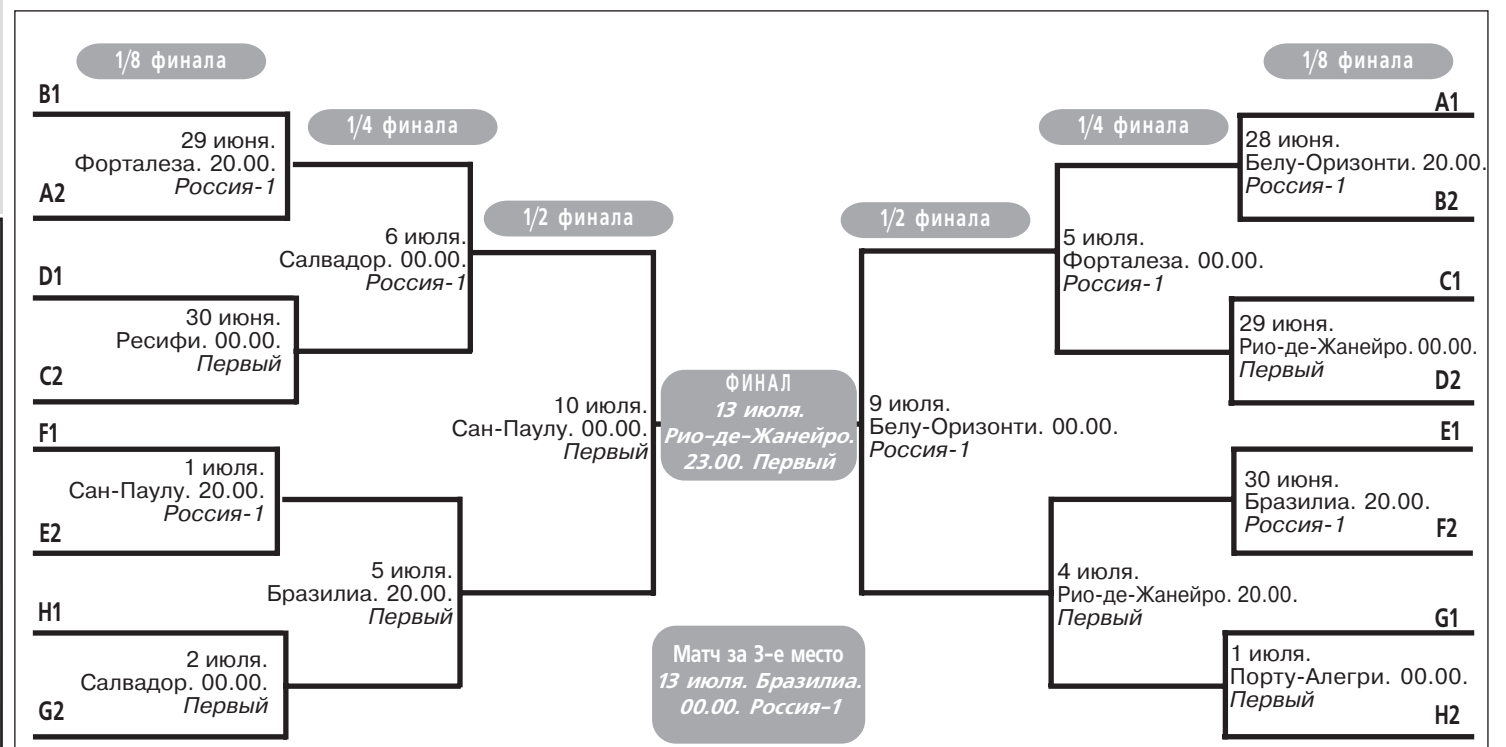 1/8 финала
B1
29 июня.
Форталеза. 20.00.
Россия-1
A2
D1
30 июня.
Ресифи. 00.00.
Первый
C2
F1
1 июля.
Сан-Паулу. 20.00.
Россия-1
E2
H1
2 июля.
Салвадор. 00.00.
Первый
G2
1/4 финала
6 июля.
Салвадор. 00.00.
Россия-1
5 июля.
Бразилиа. 20.00.
Первый
1/2 финала
10 июля.
Сан-Паулу. 00.00.
Первый
ФИНАЛ
13 июля.
Рио-де-Жанейро.
23.00. Первый
Матч за 3-е место
13 июля. Бразилиа.
00.00. Россия-1
1/2 финала
9 июля.
Белу-Оризонти. 00.00.
Россия-1
1/4 финала
5 июля.
Форталеза. 00.00.
Россия-1
4 июля.
Рио-де-Жанейро. 20.00.
Первый
1/8 финала
A1
28 июня.
Белу-Оризонти. 20.00.
Россия-1
B2
C1
29 июня.
Рио-де-Жанейро. 00.00.
Первый
D2
E1
30 июня.
Бразилиа. 20.00.
Россия-1
F2
G1
1 июля.
Порту-Алегри. 00.00.
Первый
H2